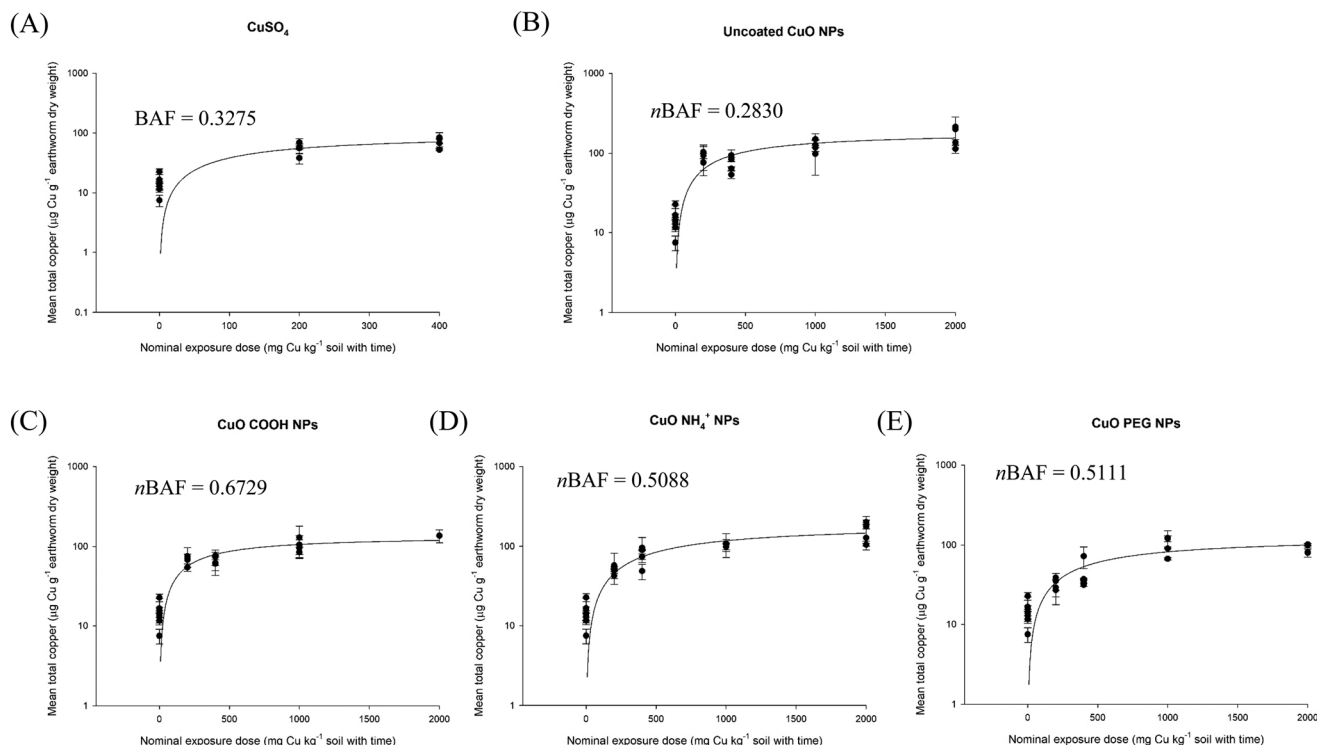 (A)
CuSO₄
BAF = 0.3275
Mean total copper (µg Cu g⁻¹ earthworm dry weight)
1000
100
10
1
0.1
0 100 200 300 400
Nominal exposure dose (mg Cu kg⁻¹ soil with time)
(B)
Uncoated CuO NPs
nBAF = 0.2830
Mean total copper (µg Cu g⁻¹ earthworm dry weight)
1000
100
10
1
0 500 1000 1500 2000
Nominal exposure dose (mg Cu kg⁻¹ soil with time)
(C)
CuO COOH NPs
nBAF = 0.6729
Mean total copper (µg Cu g⁻¹ earthworm dry weight)
1000
100
10
1
0 500 1000 1500 2000
Nominal exposure dose (mg Cu kg⁻¹ soil with time)
(D)
CuO NH₄⁺ NPs
nBAF = 0.5088
Mean total copper (µg Cu g⁻¹ earthworm dry weight)
1000
100
10
1
0 500 1000 1500 2000
Nominal exposure dose (mg Cu kg⁻¹ soil with time)
(E)
CuO PEG NPs
nBAF = 0.5111
Mean total copper (µg Cu g⁻¹ earthworm dry weight)
1000
100
10
1
0 500 1000 1500 2000
Nominal exposure dose (mg Cu kg⁻¹ soil with time)